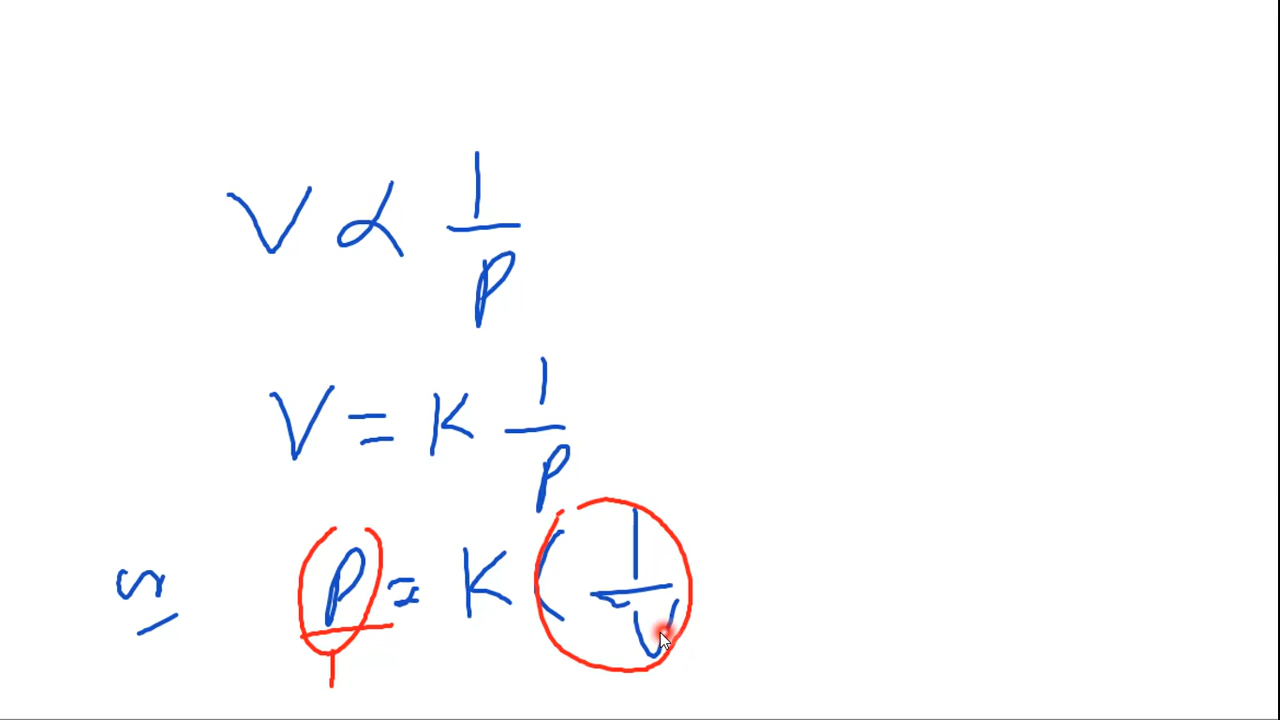 V ∝ 1/P
V = K 1/P
or P = K (1/V